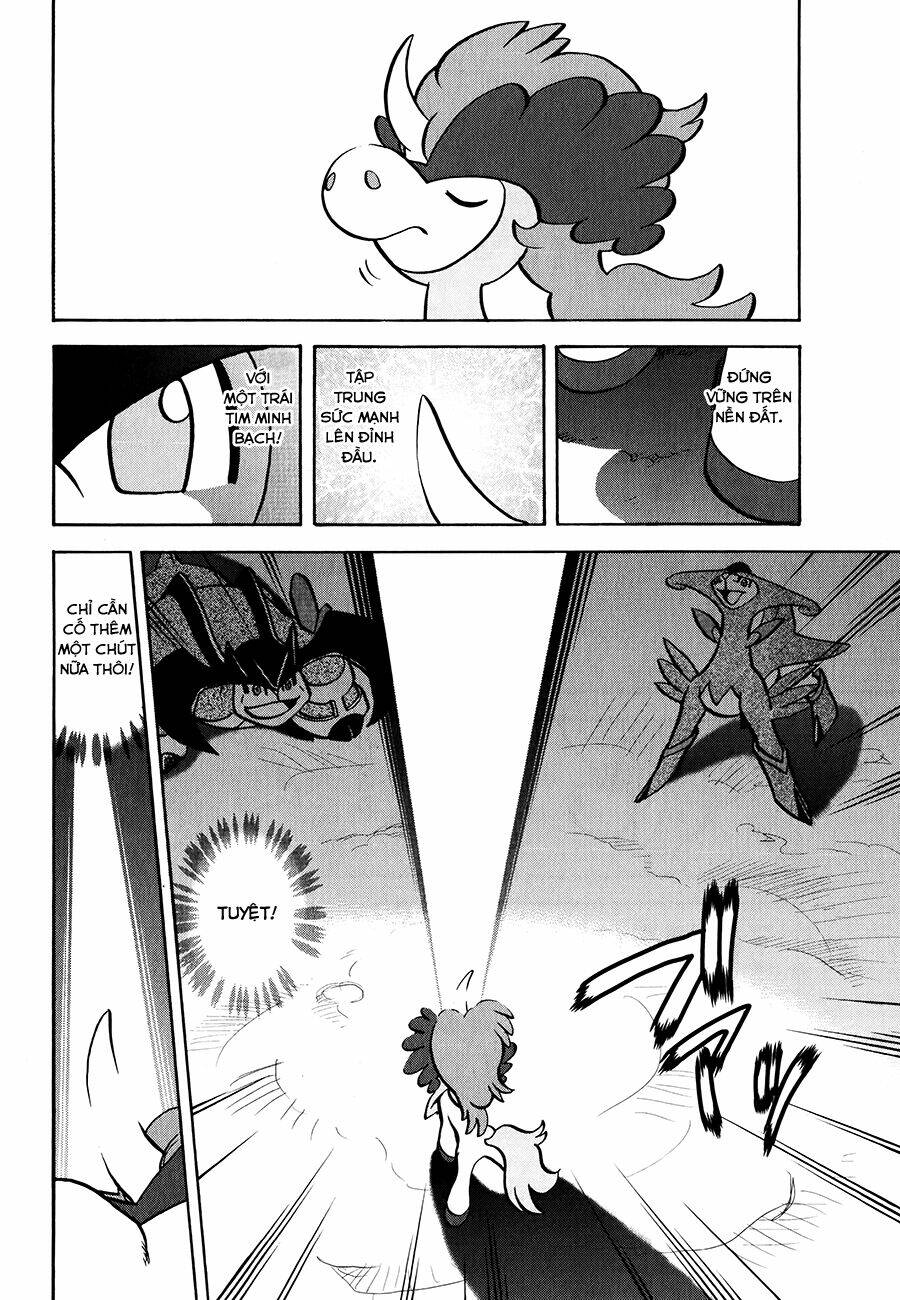 ĐỨNG
VỮNG TRÊN
NỀN ĐẤT.
TẬP
TRUNG
SỨC MẠNH
LÊN ĐỈNH
ĐẦU.
VỚI
MỘT TRÁI
TIM MINH
BẠCH!
TUYỆT!
CHỈ CẦN
CỐ THÊM
MỘT CHÚT
NỮA THÔI!